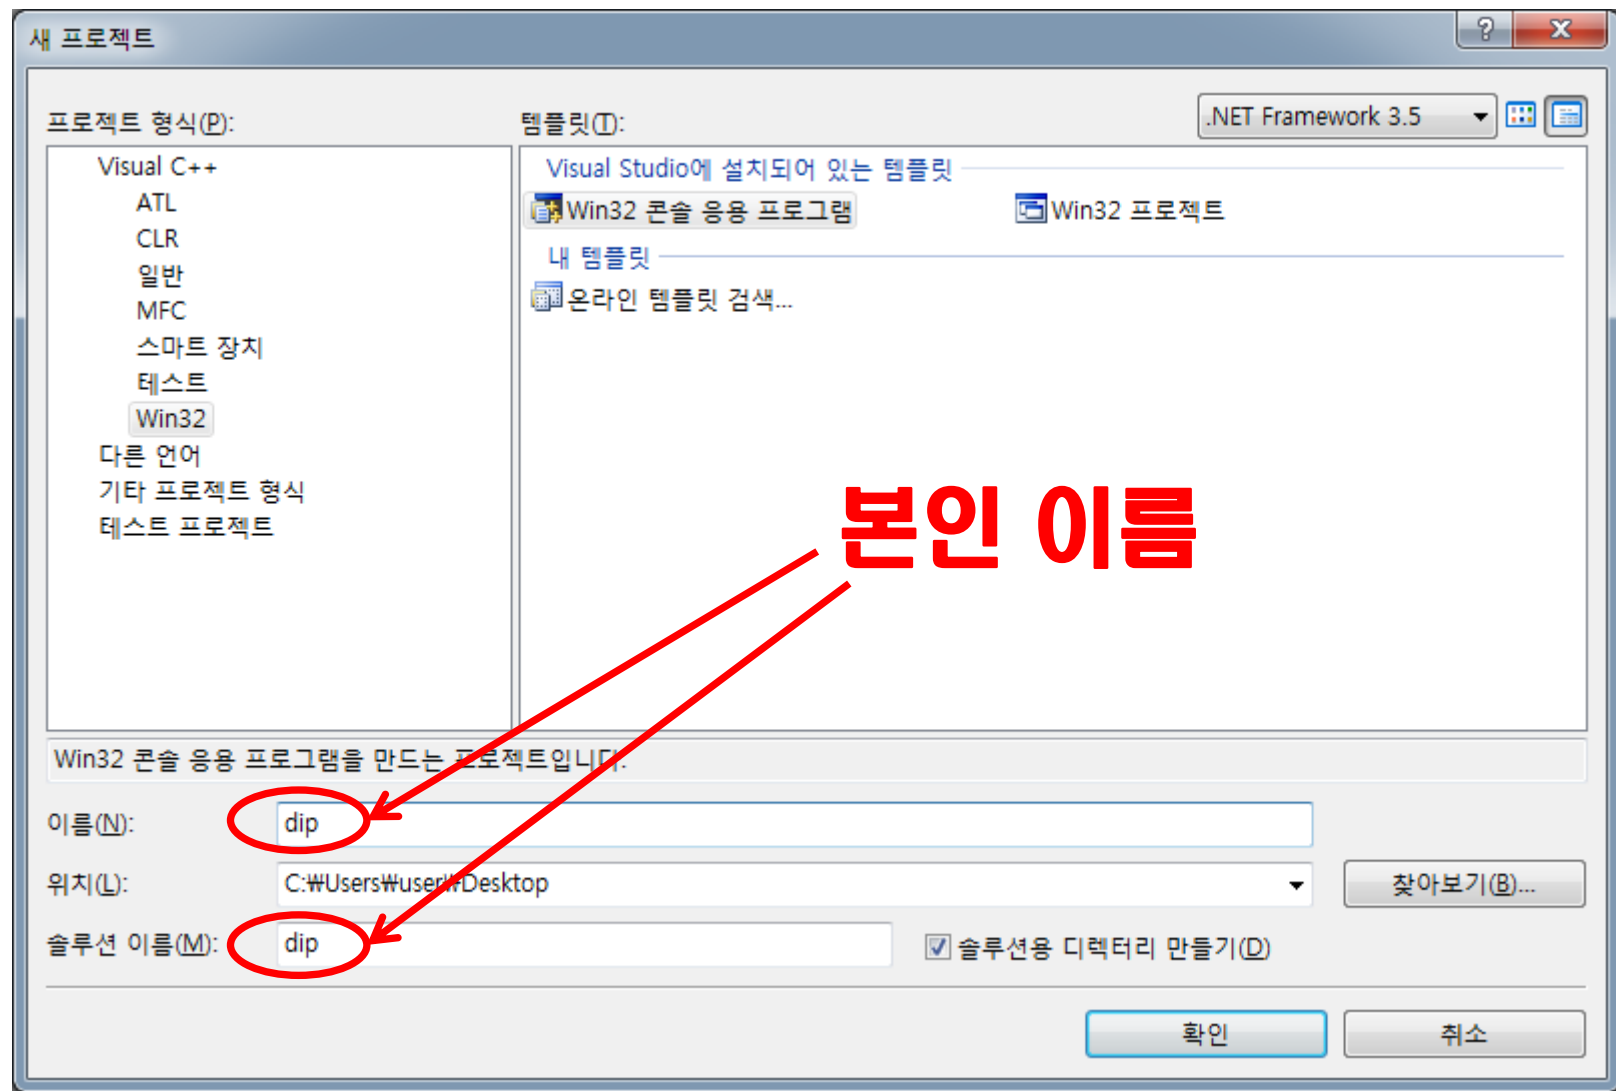 새 프로젝트
프로젝트 형식(P):
템플릿(T):
.NET Framework 3.5
Visual C++
ATL
CLR
일반
MFC
스마트 장치
테스트
Win32
다른 언어
기타 프로젝트 형식
테스트 프로젝트
Visual Studio에 설치되어 있는 템플릿
Win32 콘솔 응용 프로그램
Win32 프로젝트
내 템플릿
온라인 템플릿 검색...
본인 이름
Win32 콘솔 응용 프로그램을 만드는 프로젝트입니다.
이름(N):
dip
위치(L):
C:₩Users₩user₩Desktop
찾아보기(B)...
솔루션 이름(M):
dip
솔루션용 디렉터리 만들기(D)
확인
취소